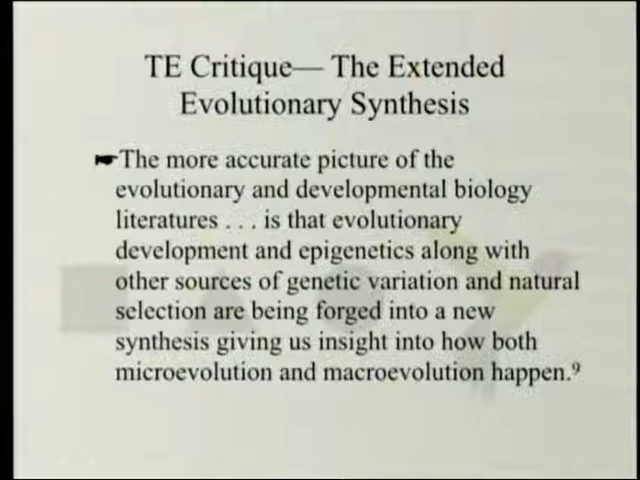 TE Critique— The Extended
Evolutionary Synthesis
☛The more accurate picture of the
evolutionary and developmental biology
literatures . . . is that evolutionary
development and epigenetics along with
other sources of genetic variation and natural
selection are being forged into a new
synthesis giving us insight into how both
microevolution and macroevolution happen.⁹